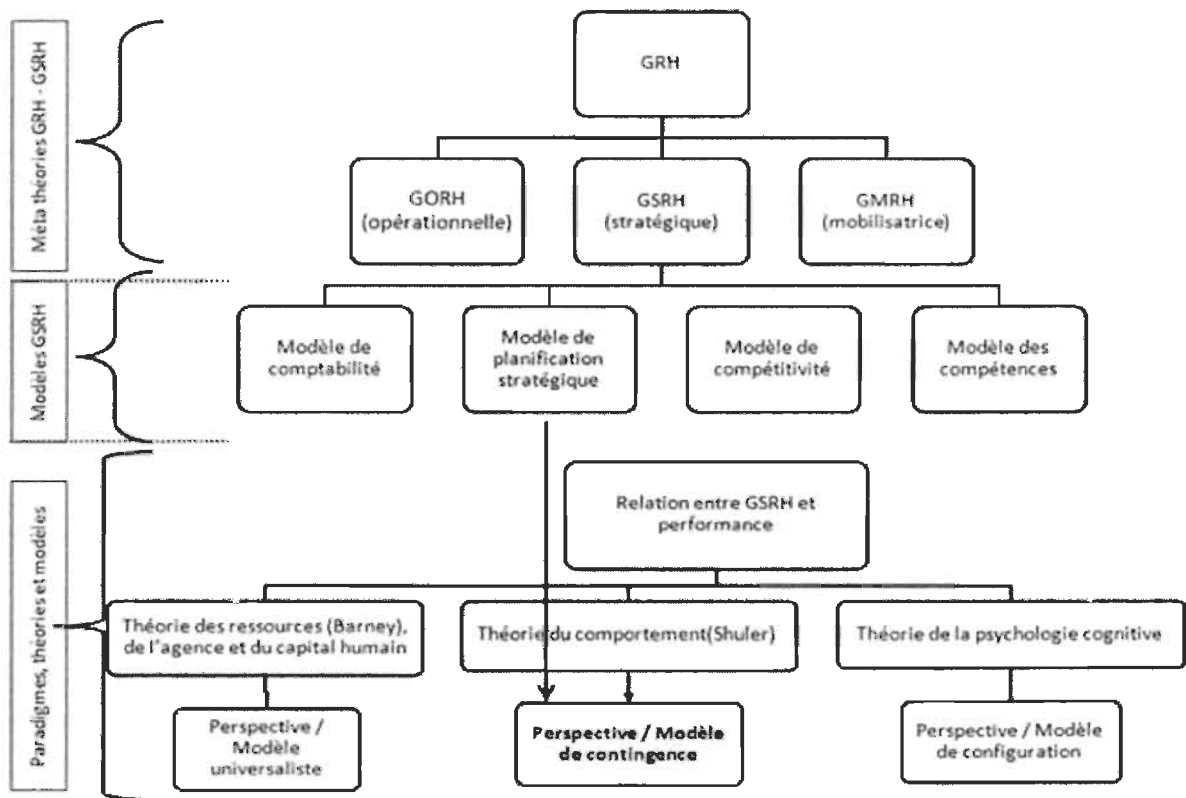 Méta théories GRH - GSRH
GRH
GORH
(opérationnelle)
GSRH
(stratégique)
GMRH
(mobilisatrice)
Modèles GSRH
Modèle de
comptabilité
Modèle de
planification
stratégique
Modèle de
compétitivité
Modèle des
compétences
Paradigmes, théories et modèles
Relation entre GSRH et
performance
Théorie des ressources (Barney),
de l'agence et du capital humain
Théorie du comportement(Shuler)
Théorie de la psychologie cognitive
Perspective /
Modèle
universaliste
Perspective / Modèle
de contingence
Perspective / Modèle
de configuration